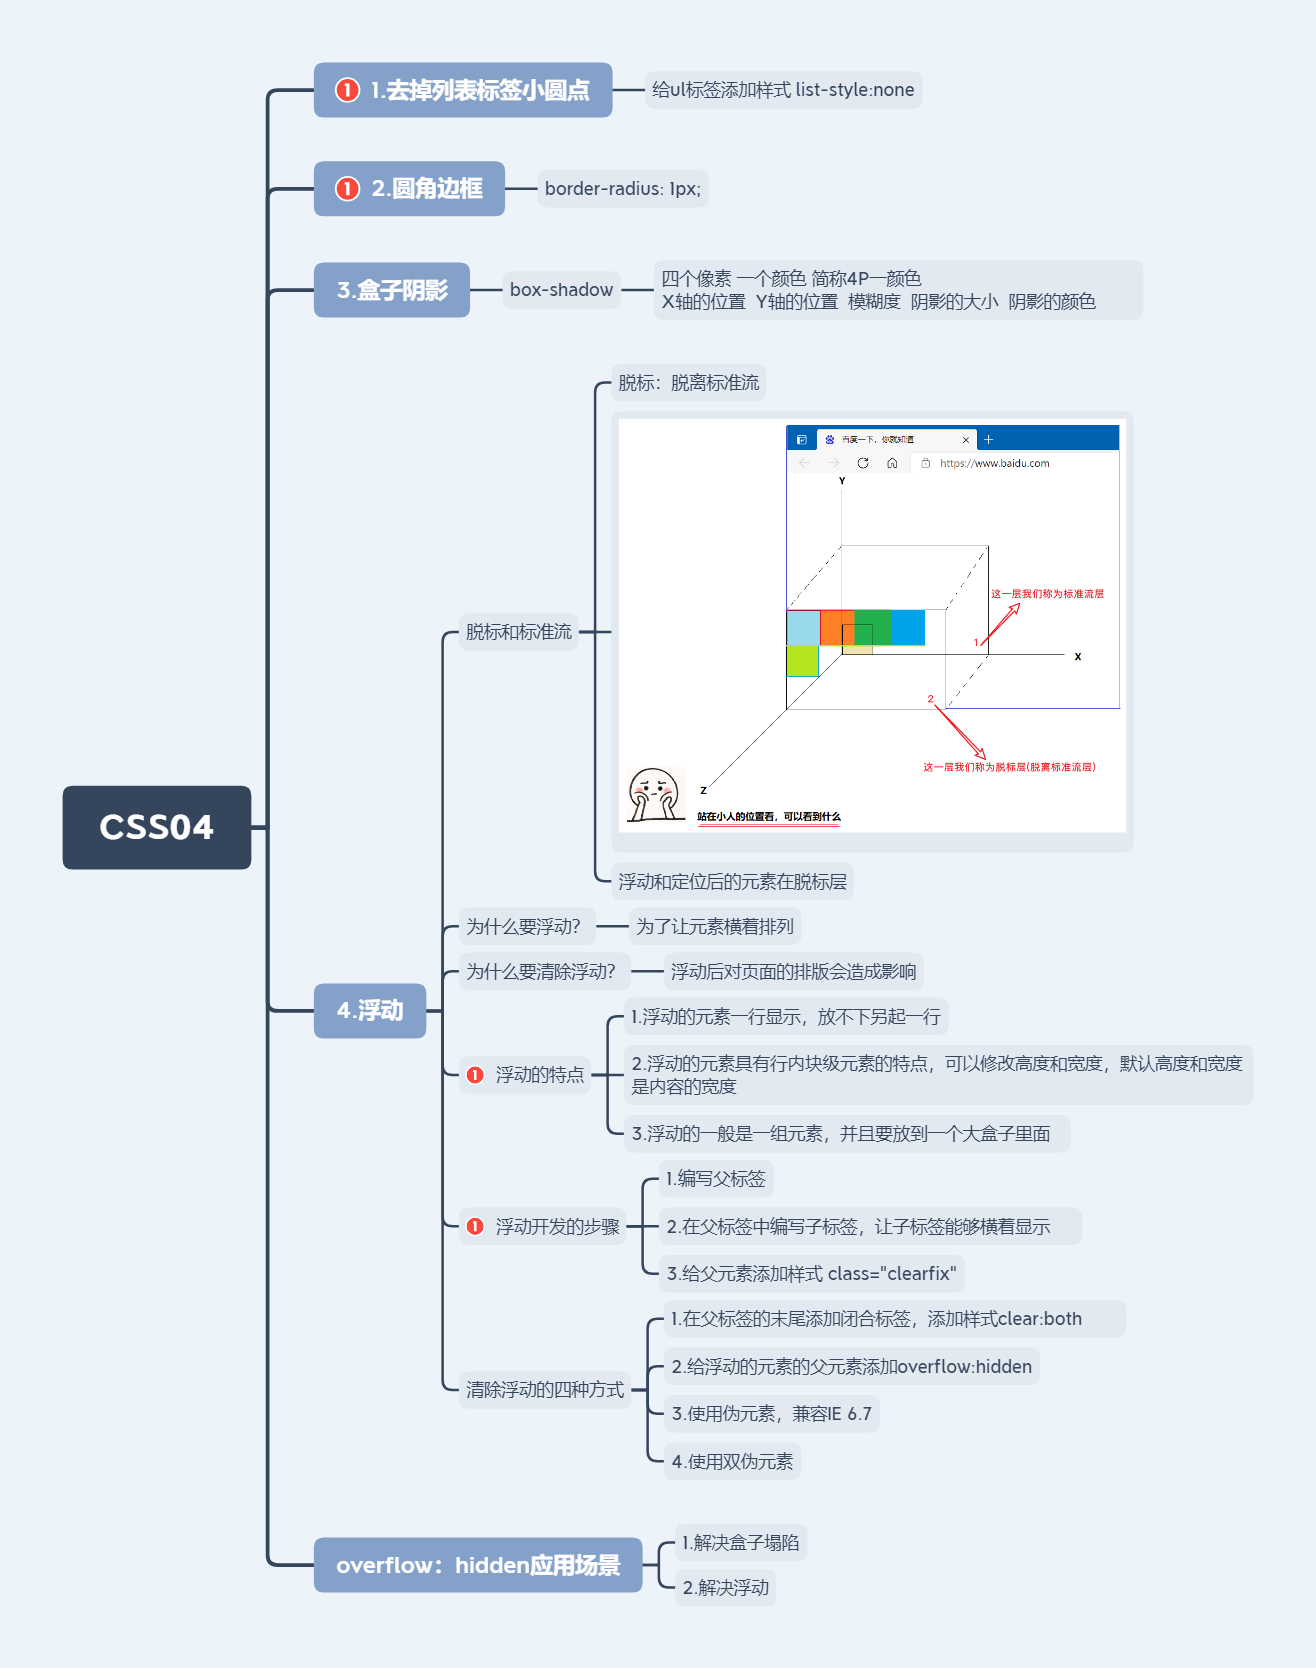 CSS04
1 1.去掉列表标签小圆点
给ul标签添加样式 list-style:none
1 2.圆角边框
border-radius: 1px;
3.盒子阴影
box-shadow
四个像素 一个颜色 简称4P一颜色
X轴的位置 Y轴的位置 模糊度 阴影的大小 阴影的颜色
4.浮动
脱标和标准流
脱标：脱离标准流
百度一下，你就知道
https://www.baidu.com
Y
这一层我们称为标准流层
1
X
2
这一层我们称为脱标层(脱离标准流层)
Z
站在小人的位置看，可以看到什么
浮动和定位后的元素在脱标层
为什么要浮动？
为了让元素横着排列
为什么要清除浮动？
浮动后对页面的排版会造成影响
1 浮动的特点
1.浮动的元素一行显示，放不下另起一行
2.浮动的元素具有行内块级元素的特点，可以修改高度和宽度，默认高度和宽度
是内容的宽度
3.浮动的一般是一组元素，并且要放到一个大盒子里面
1 浮动开发的步骤
1.编写父标签
2.在父标签中编写子标签，让子标签能够横着显示
3.给父元素添加样式 class="clearfix"
清除浮动的四种方式
1.在父标签的末尾添加闭合标签，添加样式clear:both
2.给浮动的元素的父元素添加overflow:hidden
3.使用伪元素，兼容IE 6.7
4.使用双伪元素
overflow：hidden应用场景
1.解决盒子塌陷
2.解决浮动